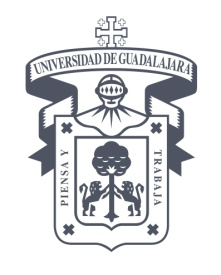 UNIVERSIDAD DE GUADALAJARA
PIENSA Y
TRABAJA